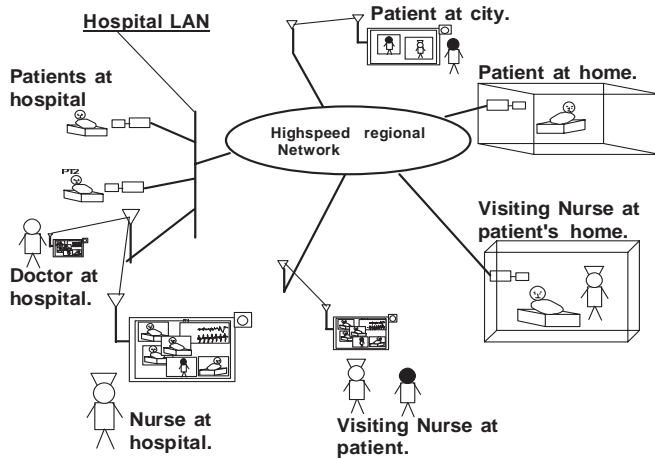 Hospital LAN
Patient at city.
Patients at
hospital
Patient at home.
Highspeed regional
Network
PT2
Visiting Nurse at
patient's home.
Doctor at
hospital.
Nurse at
hospital.
Visiting Nurse at
patient.